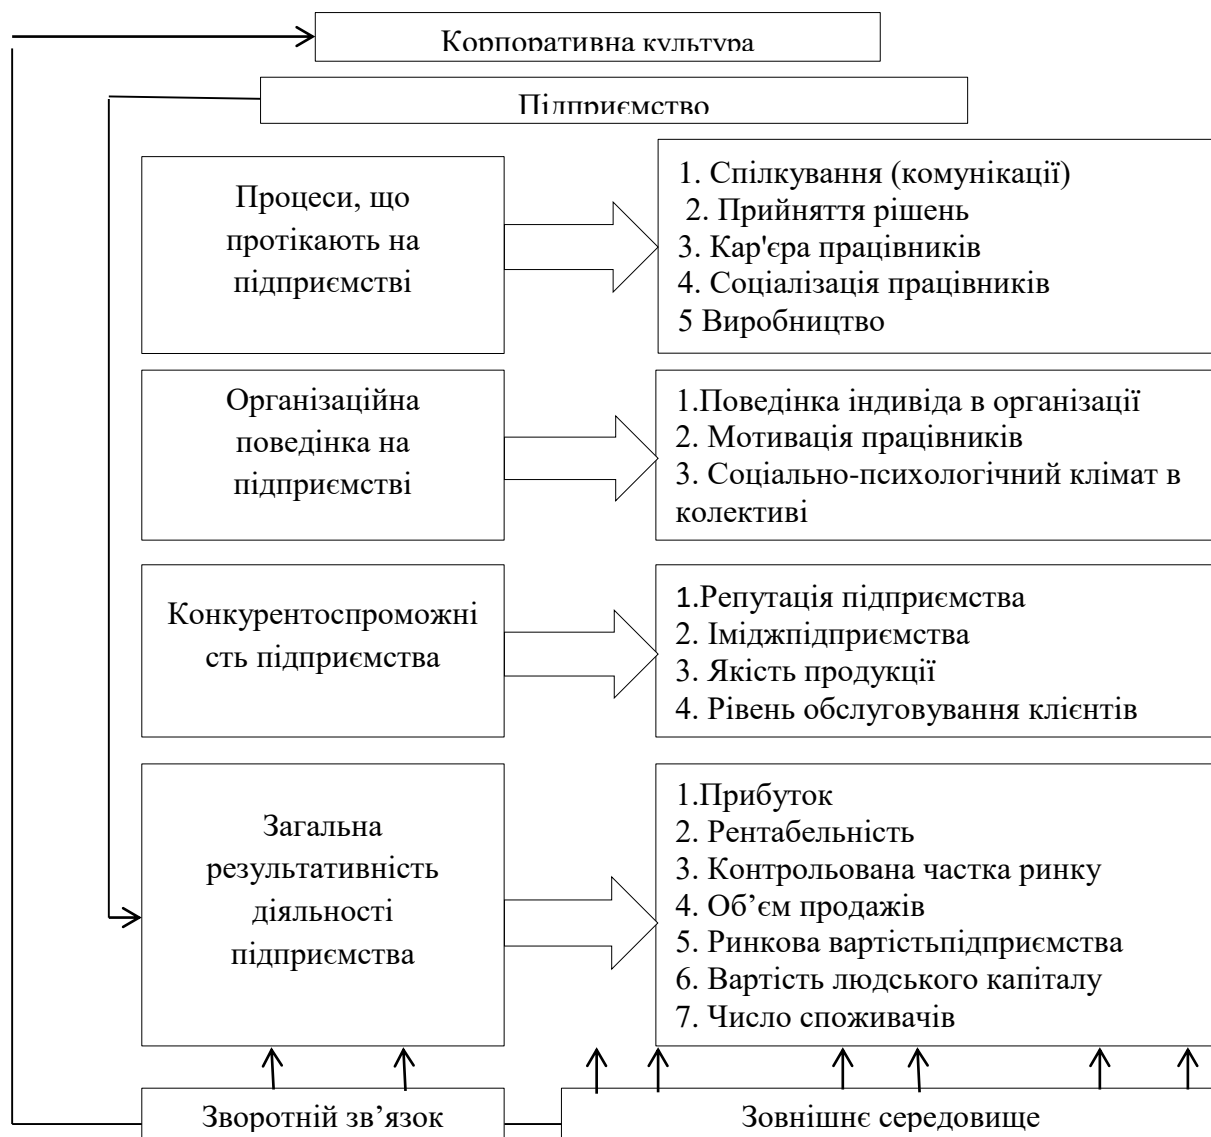 Корпоративна культура
Підприємство
Процеси, що
протікають на
підприємстві
1. Спілкування (комунікації)
2. Прийняття рішень
3. Кар'єра працівників
4. Соціалізація працівників
5 Виробництво
Організаційна
поведінка на
підприємстві
1.Поведінка індивіда в організації
2. Мотивація працівників
3. Соціально-психологічний клімат в
колективі
Конкурентоспроможні
сть підприємства
1.Репутація підприємства
2. Іміджпідприємства
3. Якість продукції
4. Рівень обслуговування клієнтів
Загальна
результативність
діяльності
підприємства
1.Прибуток
2. Рентабельність
3. Контрольована частка ринку
4. Об’єм продажів
5. Ринкова вартістьпідприємства
6. Вартість людського капіталу
7. Число споживачів
Зворотній зв’язок
Зовнішнє середовище